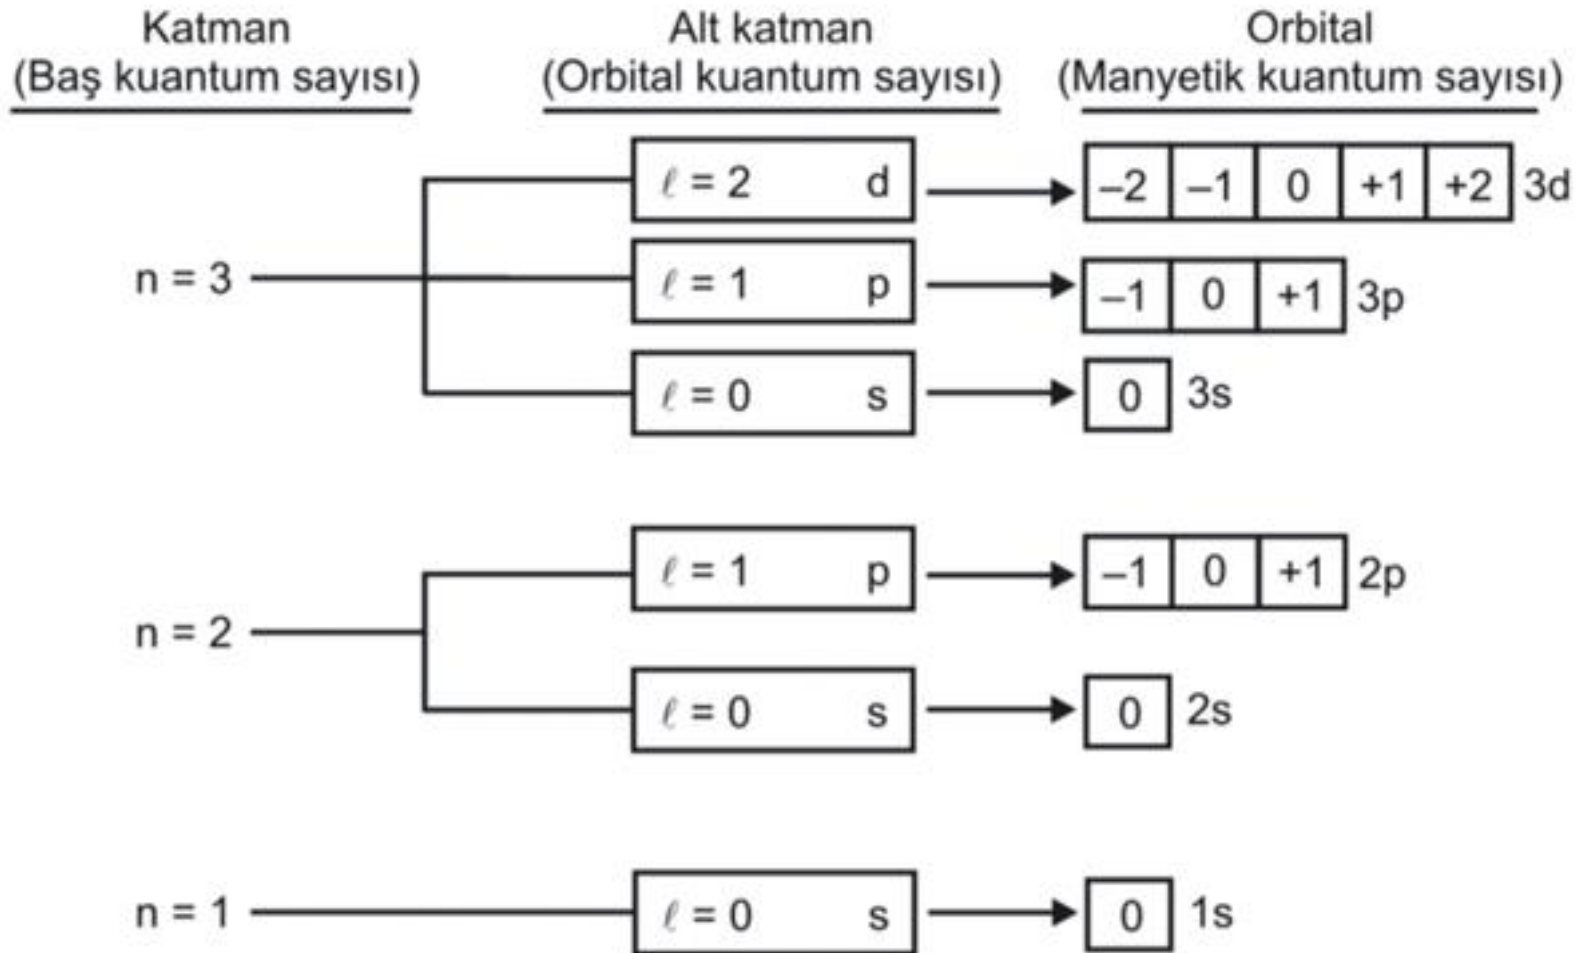 Katman
(Baş kuantum sayısı)
Alt katman
(Orbital kuantum sayısı)
Orbital
(Manyetik kuantum sayısı)
n = 3
ℓ = 2 d
–2 –1 0 +1 +2 3d
ℓ = 1 p
–1 0 +1 3p
ℓ = 0 s
0 3s
n = 2
ℓ = 1 p
–1 0 +1 2p
ℓ = 0 s
0 2s
n = 1
ℓ = 0 s
0 1s